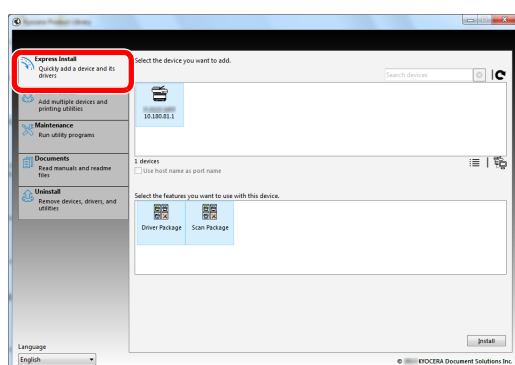 Express Install
Quickly add a device and its
drivers
Add multiple devices and
printing utilities
Maintenance
Run utility programs
Documents
Read manuals and readme
files
Uninstall
Remove devices, drivers, and
utilities
Language
English
Select the device you want to add.
Search devices
10.180.81.1
1 devices
Use host name as port name
Select the features you want to use with this device.
Driver Package
Scan Package
Install
© KYOCERA Document Solutions Inc.